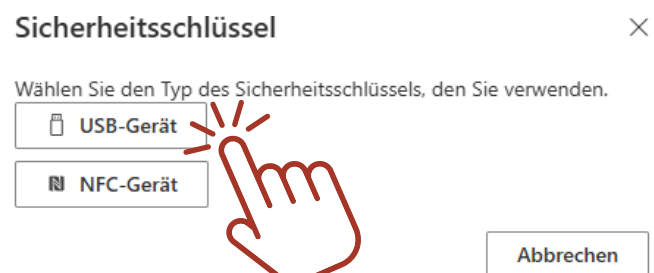 Sicherheitsschlüssel
Wählen Sie den Typ des Sicherheitsschlüssels, den Sie verwenden.
USB-Gerät
NFC-Gerät
Abbrechen